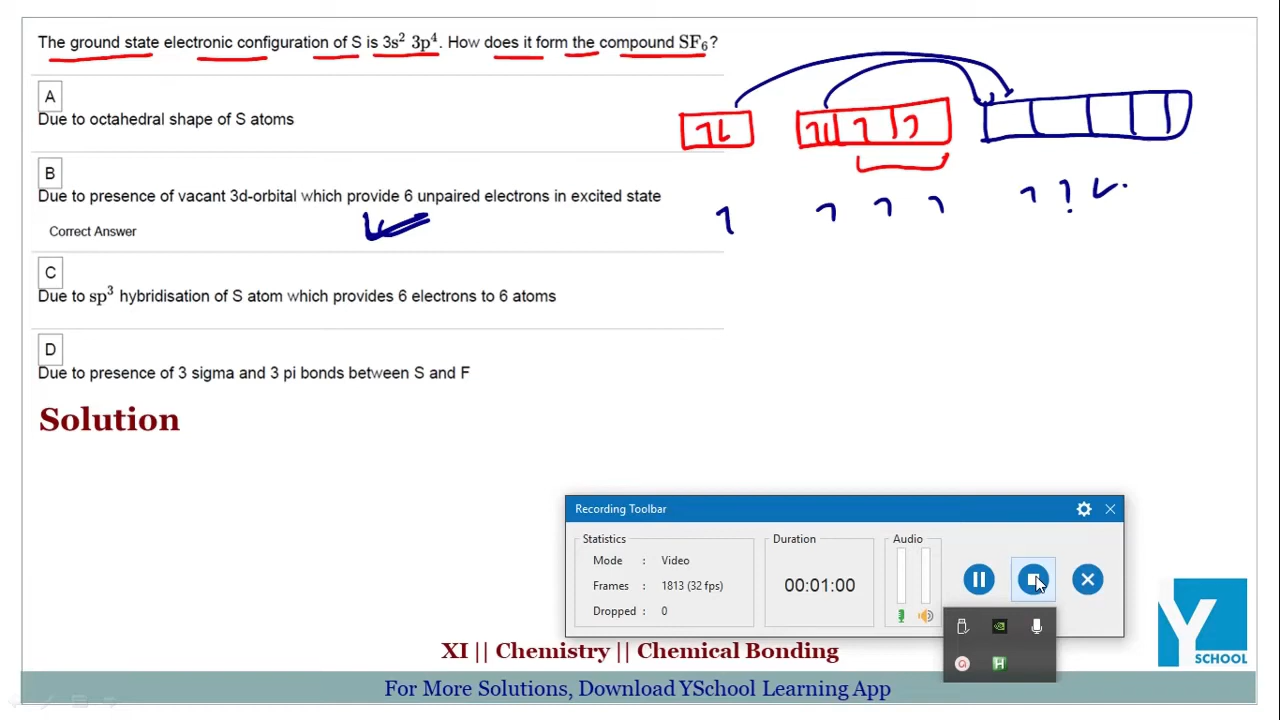 The ground state electronic configuration of S is 3s² 3p⁴. How does it form the compound SF₆?
A
Due to octahedral shape of S atoms
B
Due to presence of vacant 3d-orbital which provide 6 unpaired electrons in excited state
Correct Answer
C
Due to sp³ hybridisation of S atom which provides 6 electrons to 6 atoms
D
Due to presence of 3 sigma and 3 pi bonds between S and F
Solution
Recording Toolbar
Statistics
Mode : Video
Frames : 1813 (32 fps)
Dropped : 0
Duration
00:01:00
Audio
XI || Chemistry || Chemical Bonding
Y
SCHOOL
For More Solutions, Download YSchool Learning App